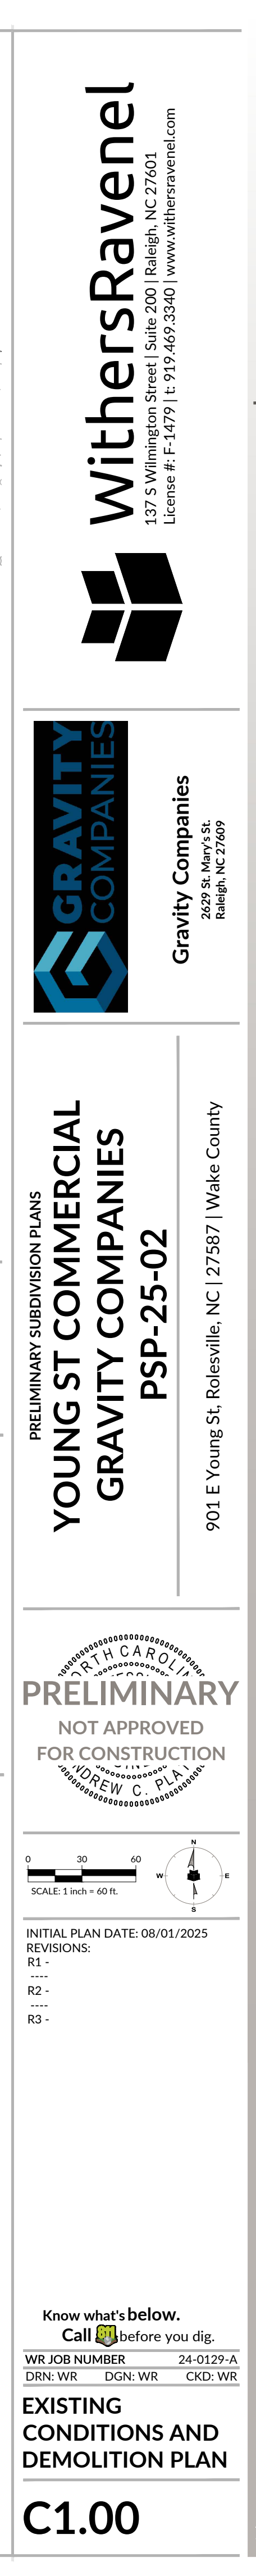 WithersRavenel
137 S Wilmington Street | Suite 200 | Raleigh, NC 27601
License #: F-1479 | t: 919.469.3340 | www.withersravenel.com
GRAVITY
COMPANIES
Gravity Companies
2629 St. Mary's St.
Raleigh, NC 27609
PRELIMINARY SUBDIVISION PLANS
YOUNG ST COMMERCIAL
GRAVITY COMPANIES
PSP-25-02
901 E Young St, Rolesville, NC | 27587 | Wake County
PRELIMINARY
NOT APPROVED
FOR CONSTRUCTION
N
0 30 60
W E
SCALE: 1 inch = 60 ft.
S
INITIAL PLAN DATE: 08/01/2025
REVISIONS:
R1 -
----
R2 -
----
R3 -
Know what's below.
Call 811 before you dig.
WR JOB NUMBER 24-0129-A
DRN: WR DGN: WR CKD: WR
EXISTING
CONDITIONS AND
DEMOLITION PLAN
C1.00